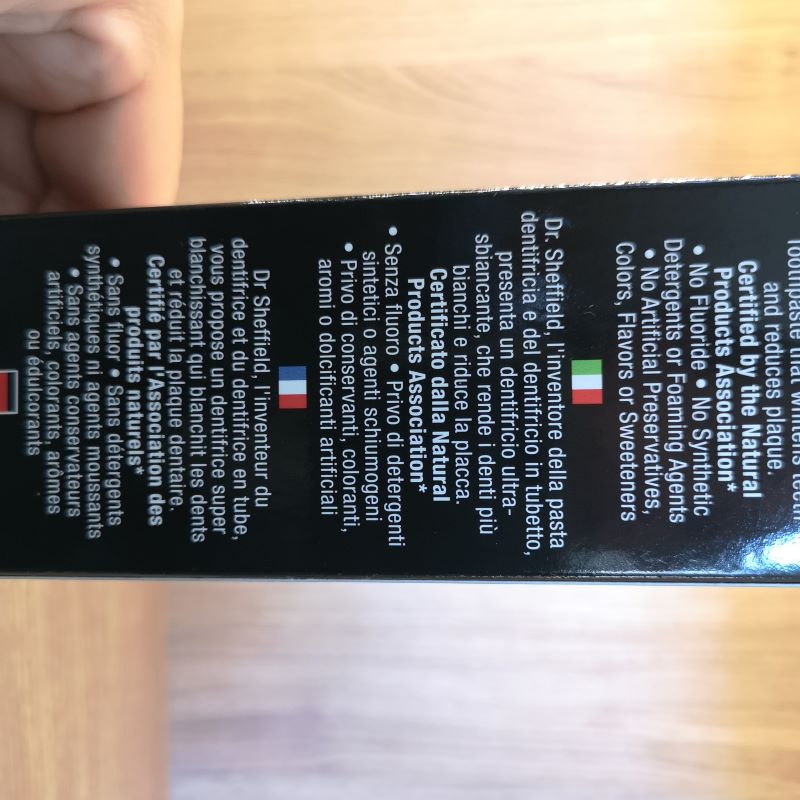 Toothpaste that whitens teeth
and reduces plaque.
Certified by the Natural
Products Association*
• No Fluoride • No Synthetic
Detergents or Foaming Agents
• No Artificial Preservatives,
Colors, Flavors or Sweeteners
Dr. Sheffield, l'inventore della pasta
dentifricia e del dentifricio in tubetto,
presenta un dentifricio ultra-
sbiancante, che rende i denti più
bianchi e riduce la placca.
Certificato dalla Natural
Products Association*
• Senza fluoro • Privo di detergenti
sintetici o agenti schiumogeni
• Privo di conservanti, coloranti,
aromi o dolcificanti artificiali
Dr Sheffield, l'inventeur du
dentifrice et du dentifrice en tube,
vous propose un dentifrice super
blanchissant qui blanchit les dents
et réduit la plaque dentaire.
Certifié par l'Association des
produits naturels*
• Sans fluor • Sans détergents
synthétiques ni agents moussants
• Sans agents conservateurs
artificiels, colorants, arômes
ou édulcorants